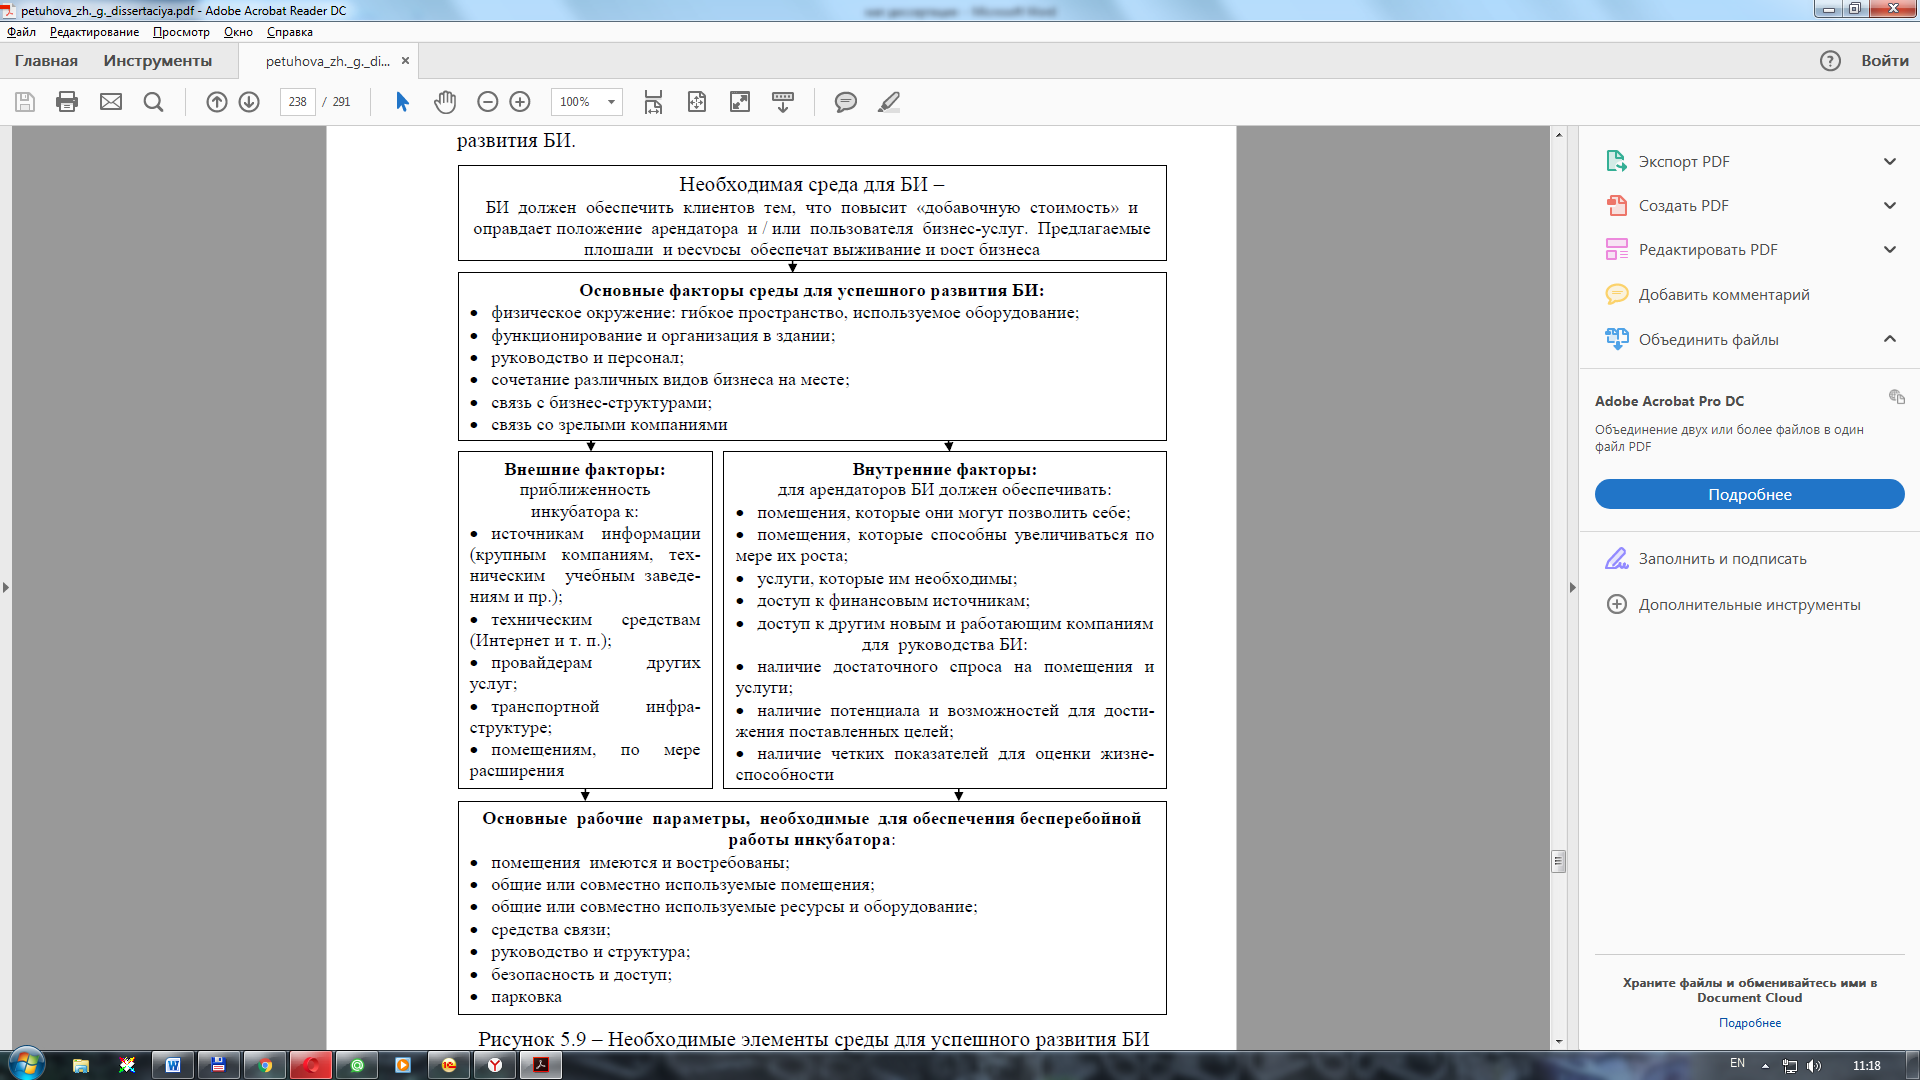 petuhova_zh._g._dissertaciya.pdf - Adobe Acrobat Reader DC
Файл Редактирование Просмотр Окно Справка
Главная Инструменты petuhova_zh._g._di... × Войти
238 / 291 100%
развития БИ.
Необходимая среда для БИ –
БИ должен обеспечить клиентов тем, что повысит «добавочную стоимость» и
оправдает положение арендатора и / или пользователя бизнес-услуг. Предлагаемые
площади и ресурсы обеспечат выживание и рост бизнеса
Основные факторы среды для успешного развития БИ:
• физическое окружение: гибкое пространство, используемое оборудование;
• функционирование и организация в здании;
• руководство и персонал;
• сочетание различных видов бизнеса на месте;
• связь с бизнес-структурами;
• связь со зрелыми компаниями
Внешние факторы:
приближенность
инкубатора к:
• источникам информации
(крупным компаниям, тех-
ническим учебным заведе-
ниям и пр.);
• техническим средствам
(Интернет и т. п.);
• провайдерам других
услуг;
• транспортной инфра-
структуре;
• помещениям, по мере
расширения
Внутренние факторы:
для арендаторов БИ должен обеспечивать:
• помещения, которые они могут позволить себе;
• помещения, которые способны увеличиваться по
мере их роста;
• услуги, которые им необходимы;
• доступ к финансовым источникам;
• доступ к другим новым и работающим компаниям
для руководства БИ:
• наличие достаточного спроса на помещения и
услуги;
• наличие потенциала и возможностей для дости-
жения поставленных целей;
• наличие четких показателей для оценки жизне-
способности
Основные рабочие параметры, необходимые для обеспечения бесперебойной
работы инкубатора:
• помещения имеются и востребованы;
• общие или совместно используемые помещения;
• общие или совместно используемые ресурсы и оборудование;
• средства связи;
• руководство и структура;
• безопасность и доступ;
• парковка
Рисунок 5.9 – Необходимые элементы среды для успешного развития БИ
Экспорт PDF
Создать PDF
Редактировать PDF
Добавить комментарий
Объединить файлы
Adobe Acrobat Pro DC
Объединение двух или более файлов в один
файл PDF
Подробнее
Заполнить и подписать
Дополнительные инструменты
Храните файлы и обменивайтесь ими в
Document Cloud
Подробнее
EN 11:18